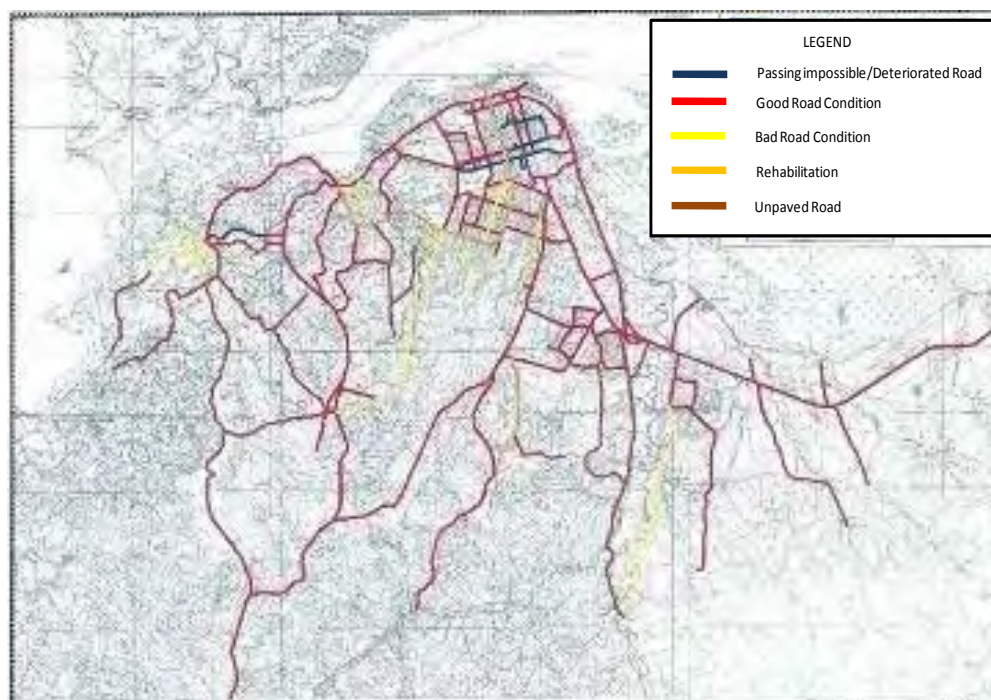 LEGEND
Passing impossible/Deteriorated Road
Good Road Condition
Bad Road Condition
Rehabilitation
Unpaved Road